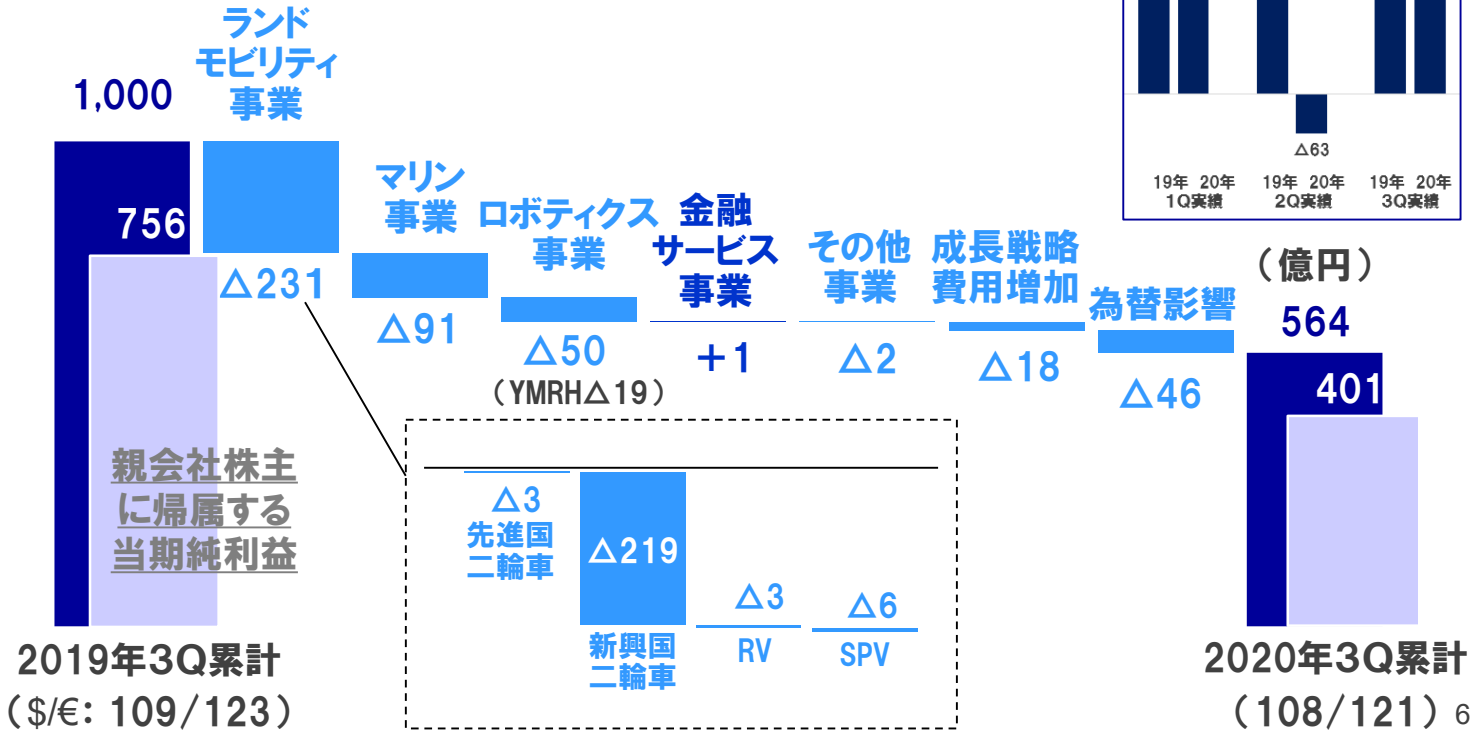 ランド
モビリティ
事業
1,000
756
△231
マリン
事業
△91
ロボティクス
事業
△50
（YMRH△19）
金融
サービス
事業
＋1
その他
事業
△2
成長戦略
費用増加
△18
為替影響
△46
△63
19年 20年
1Q実績
19年 20年
2Q実績
19年 20年
3Q実績
（億円）
564
401
親会社株主
に帰属する
当期純利益
△3
先進国
二輪車
△219
新興国
二輪車
△3
RV
△6
SPV
2019年3Q累計
（$/€：109/123）
2020年3Q累計
（108/121）
6